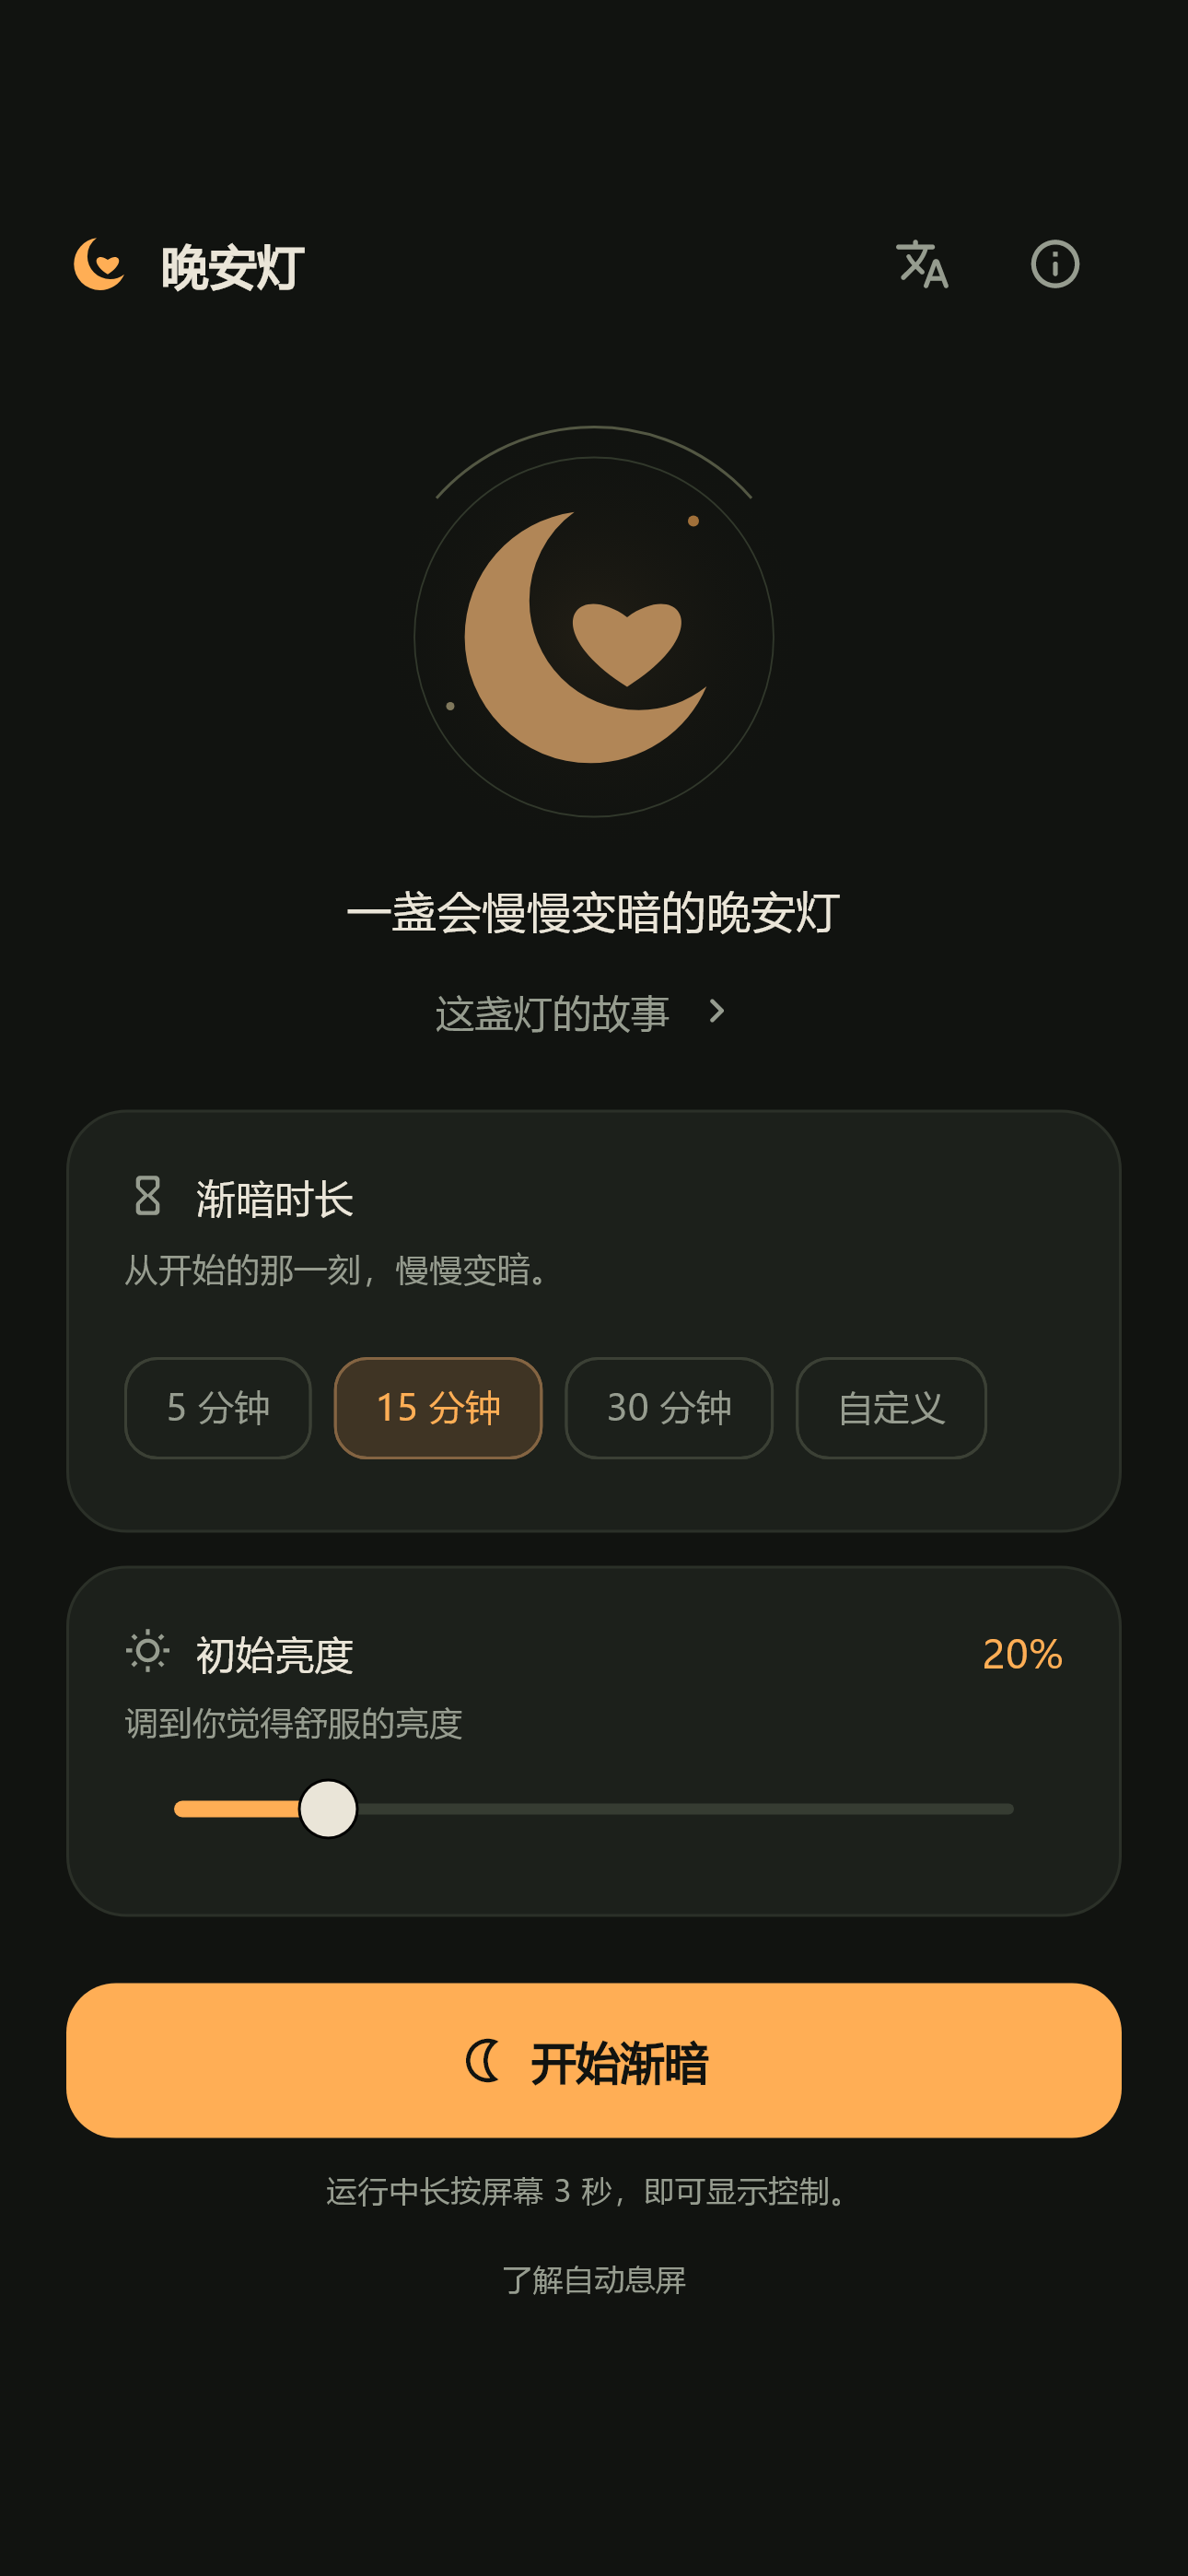 晚安灯
一盏会慢慢变暗的晚安灯
这盏灯的故事
渐暗时长
从开始的那一刻，慢慢变暗。
5 分钟 15 分钟 30 分钟 自定义
初始亮度 20%
调到你觉得舒服的亮度
开始渐暗
运行中长按屏幕 3 秒，即可显示控制。
了解自动息屏